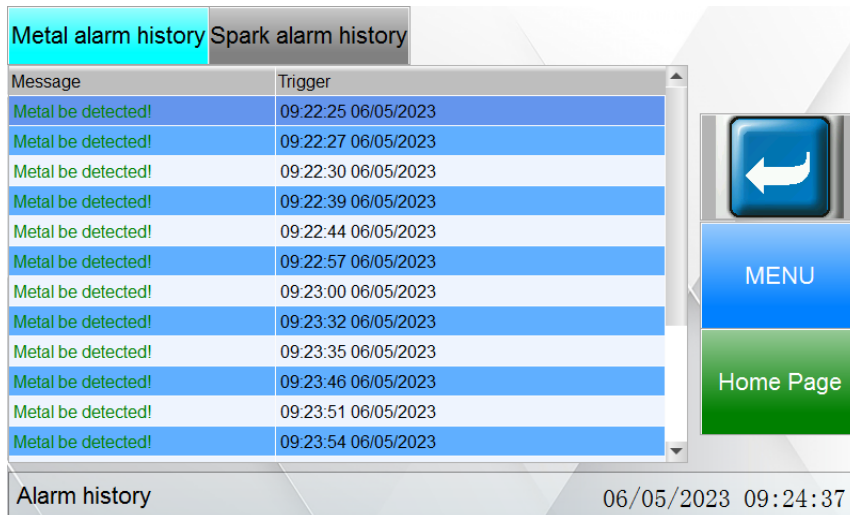 Metal alarm history Spark alarm history
Message Trigger
Metal be detected! 09:22:25 06/05/2023
Metal be detected! 09:22:27 06/05/2023
Metal be detected! 09:22:30 06/05/2023
Metal be detected! 09:22:39 06/05/2023
Metal be detected! 09:22:44 06/05/2023
Metal be detected! 09:22:57 06/05/2023
Metal be detected! 09:23:00 06/05/2023
Metal be detected! 09:23:32 06/05/2023
Metal be detected! 09:23:35 06/05/2023
Metal be detected! 09:23:46 06/05/2023
Metal be detected! 09:23:51 06/05/2023
Metal be detected! 09:23:54 06/05/2023
MENU
Home Page
Alarm history 06/05/2023 09:24:37